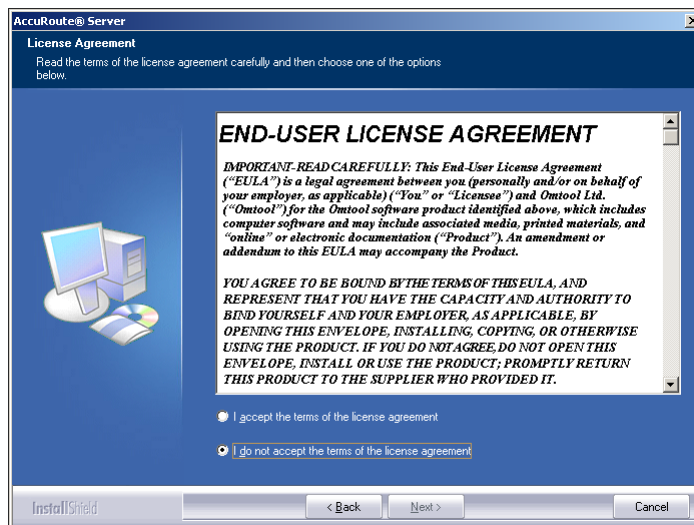 AccuRoute® Server
License Agreement
Read the terms of the license agreement carefully and then choose one of the options
below.
END-USER LICENSE AGREEMENT
IMPORTANT-READ CAREFULLY: This End-User License Agreement
("EULA") is a legal agreement between you (personally and/or on behalf of
your employer, as applicable) ("You" or "Licensee") and Omtool Ltd.
("Omtool") for the Omtool software product identified above, which includes
computer software and may include associated media, printed materials, and
"online" or electronic documentation ("Product"). An amendment or
addendum to this EULA may accompany the Product.
YOU AGREE TO BE BOUND BY THE TERMS OF THIS EULA, AND
REPRESENT THAT YOU HAVE THE CAPACITY AND AUTHORITY TO
BIND YOURSELF AND YOUR EMPLOYER, AS APPLICABLE, BY
OPENING THIS ENVELOPE, INSTALLING, COPYING, OR OTHERWISE
USING THE PRODUCT. IF YOU DO NOT AGREE, DO NOT OPEN THIS
ENVELOPE, INSTALL OR USE THE PRODUCT; PROMPTLY RETURN
THIS PRODUCT TO THE SUPPLIER WHO PROVIDED IT.
I accept the terms of the license agreement
I do not accept the terms of the license agreement
InstallShield
< Back
Next >
Cancel